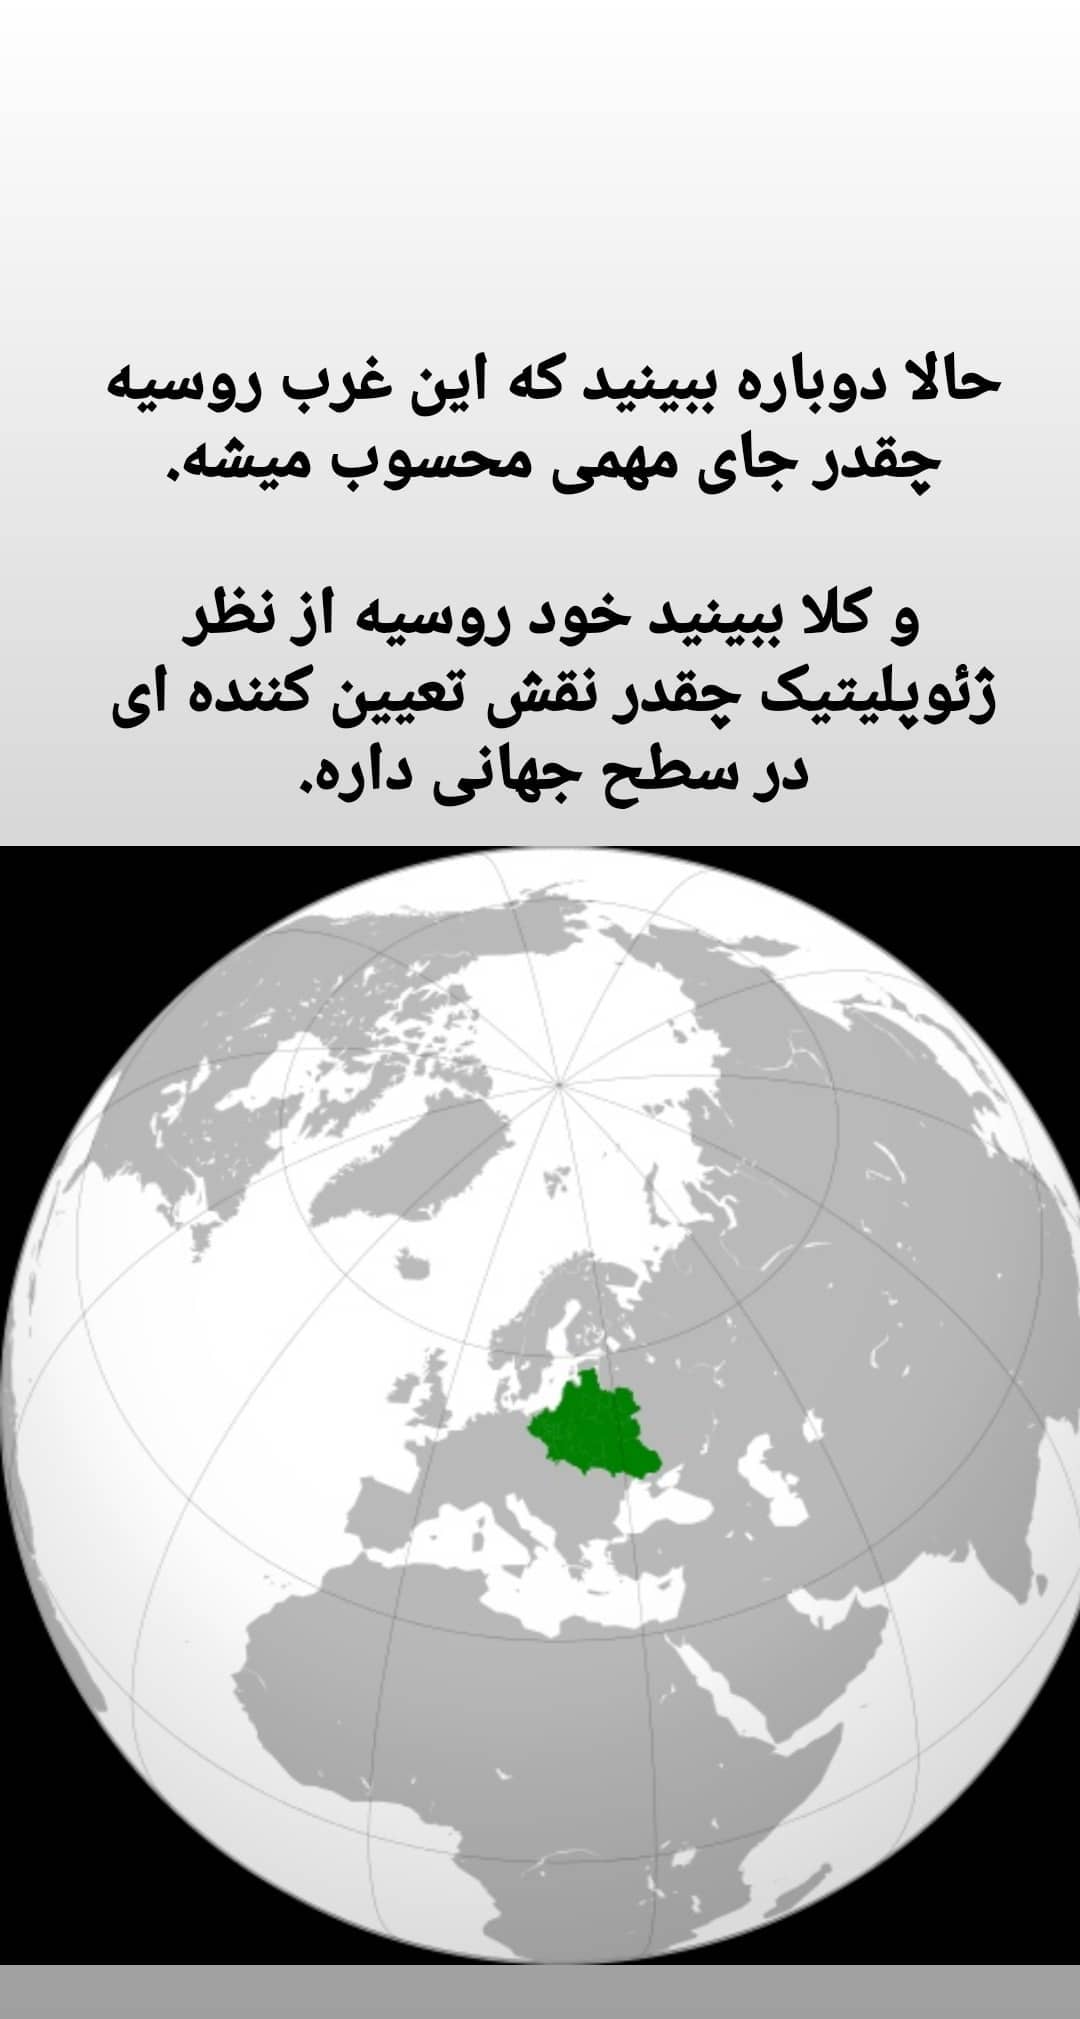 حالا دوباره ببینید که این غرب روسیه
چقدر جای مهمی محسوب میشه.
و کلا ببینید خود روسیه از نظر
ژئوپلیتیک چقدر نقش تعیین کننده ای
در سطح جهانی داره.